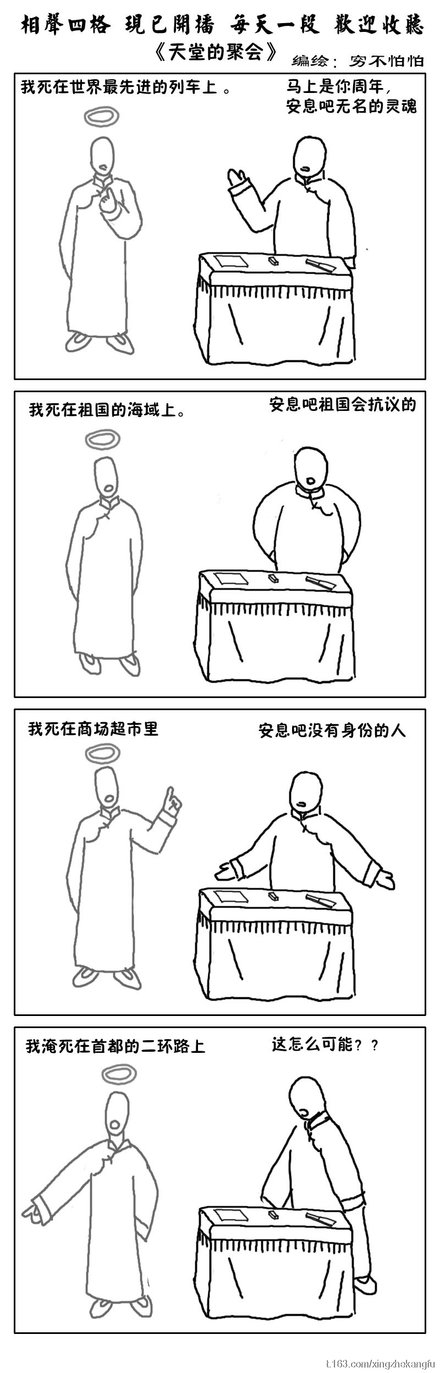 相聲四格 現已開播 每天一段 歡迎收聽
《天堂的聚会》 编绘：穷不怕怕
我死在世界最先进的列车上。
马上是你周年，
安息吧无名的灵魂
我死在祖国的海域上。
安息吧祖国会抗议的
我死在商场超市里
安息吧没有身份的人
我淹死在首都的二环路上
这怎么可能？？
t.163.com/xingzhekangfu